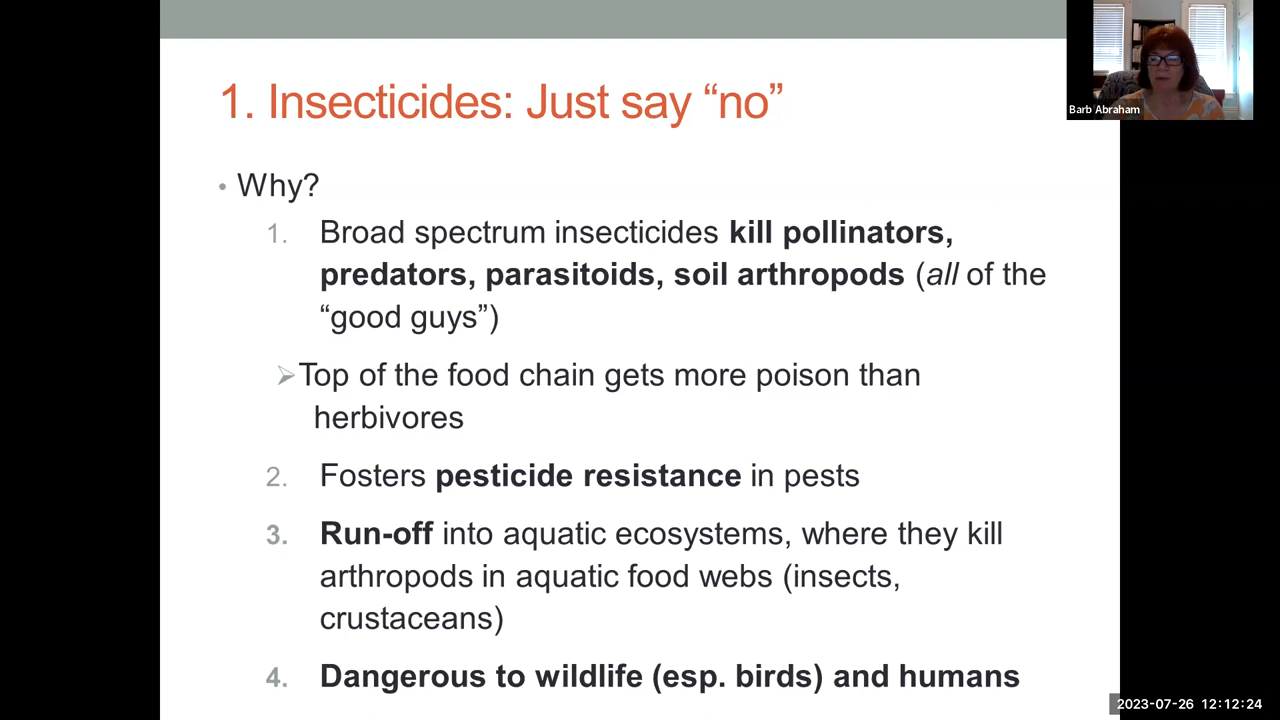 1. Insecticides: Just say “no”
Barb Abraham
• Why?
1. Broad spectrum insecticides kill pollinators,
predators, parasitoids, soil arthropods (all of the
“good guys”)
➢Top of the food chain gets more poison than
herbivores
2. Fosters pesticide resistance in pests
3. Run-off into aquatic ecosystems, where they kill
arthropods in aquatic food webs (insects,
crustaceans)
4. Dangerous to wildlife (esp. birds) and humans
2023-07-26 12:12:24